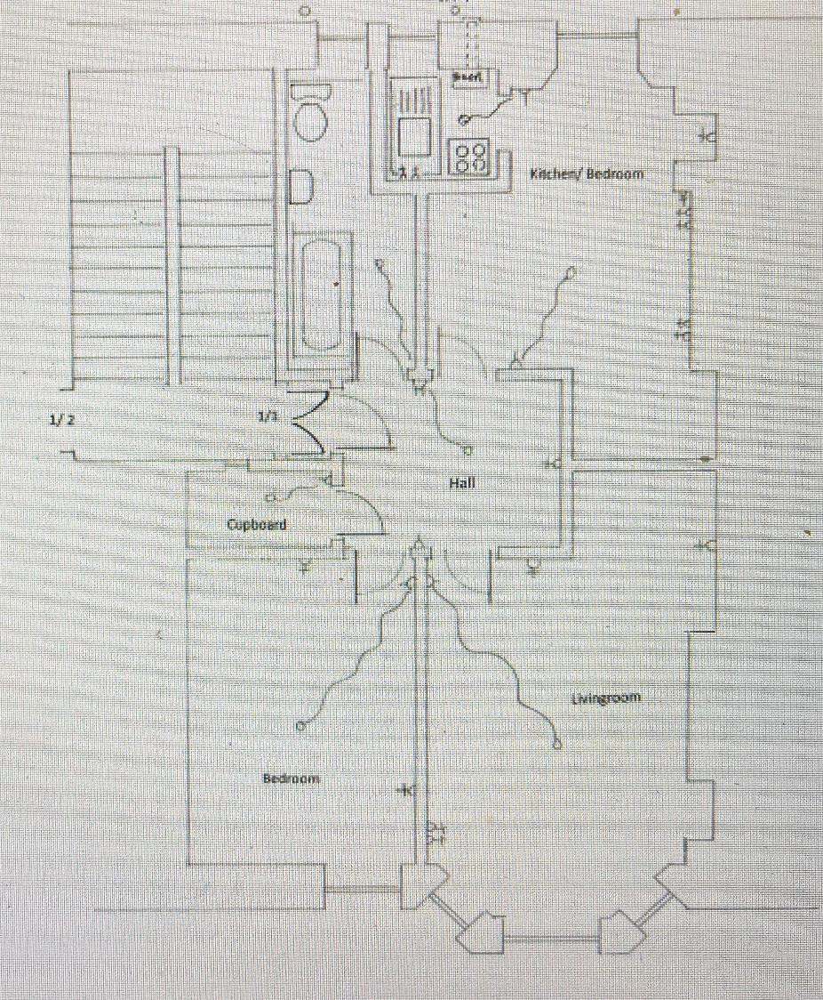 Kitchen/ Bedroom
1/2
1/1
Hall
Cupboard
Livingroom
Bedroom